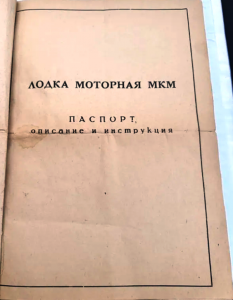 ЛОДКА МОТОРНАЯ МКМ
ПАСПОРТ,
описание и инструкция